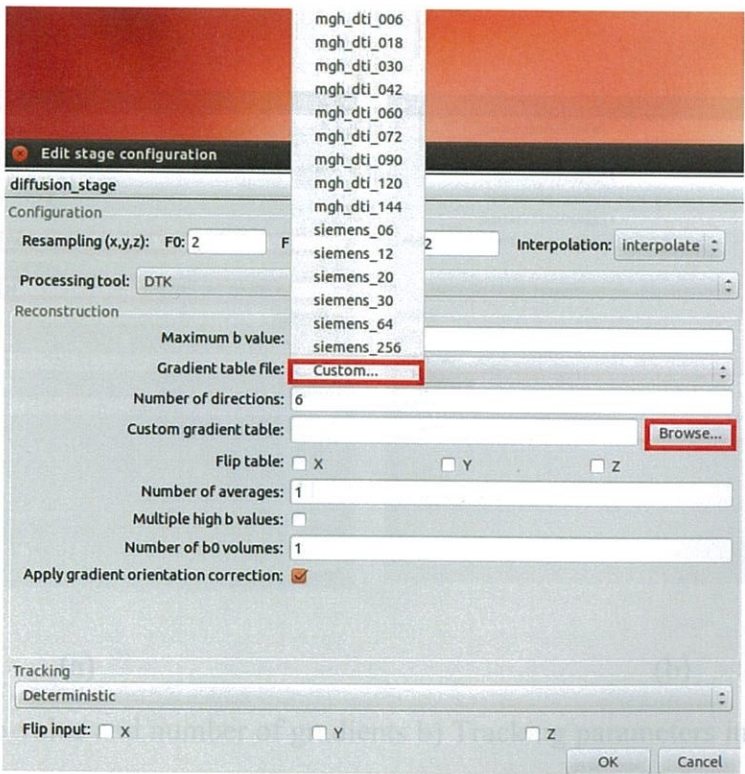 mgh_dti_006
mgh_dti_018
mgh_dti_030
mgh_dti_042
mgh_dti_060
mgh_dti_072
mgh_dti_090
mgh_dti_120
mgh_dti_144
siemens_06
siemens_12
siemens_20
siemens_30
siemens_64
siemens_256
Custom...
Edit stage configuration
diffusion_stage
Configuration
Resampling (x,y,z): F0: 2 F 2 Interpolation: interpolate
Processing tool: DTK
Reconstruction
Maximum b value:
Gradient table file:
Number of directions: 6
Custom gradient table: Browse...
Flip table: X Y Z
Number of averages: 1
Multiple high b values:
Number of b0 volumes: 1
Apply gradient orientation correction:
Tracking
Deterministic
Flip input: X Y Z
OK Cancel